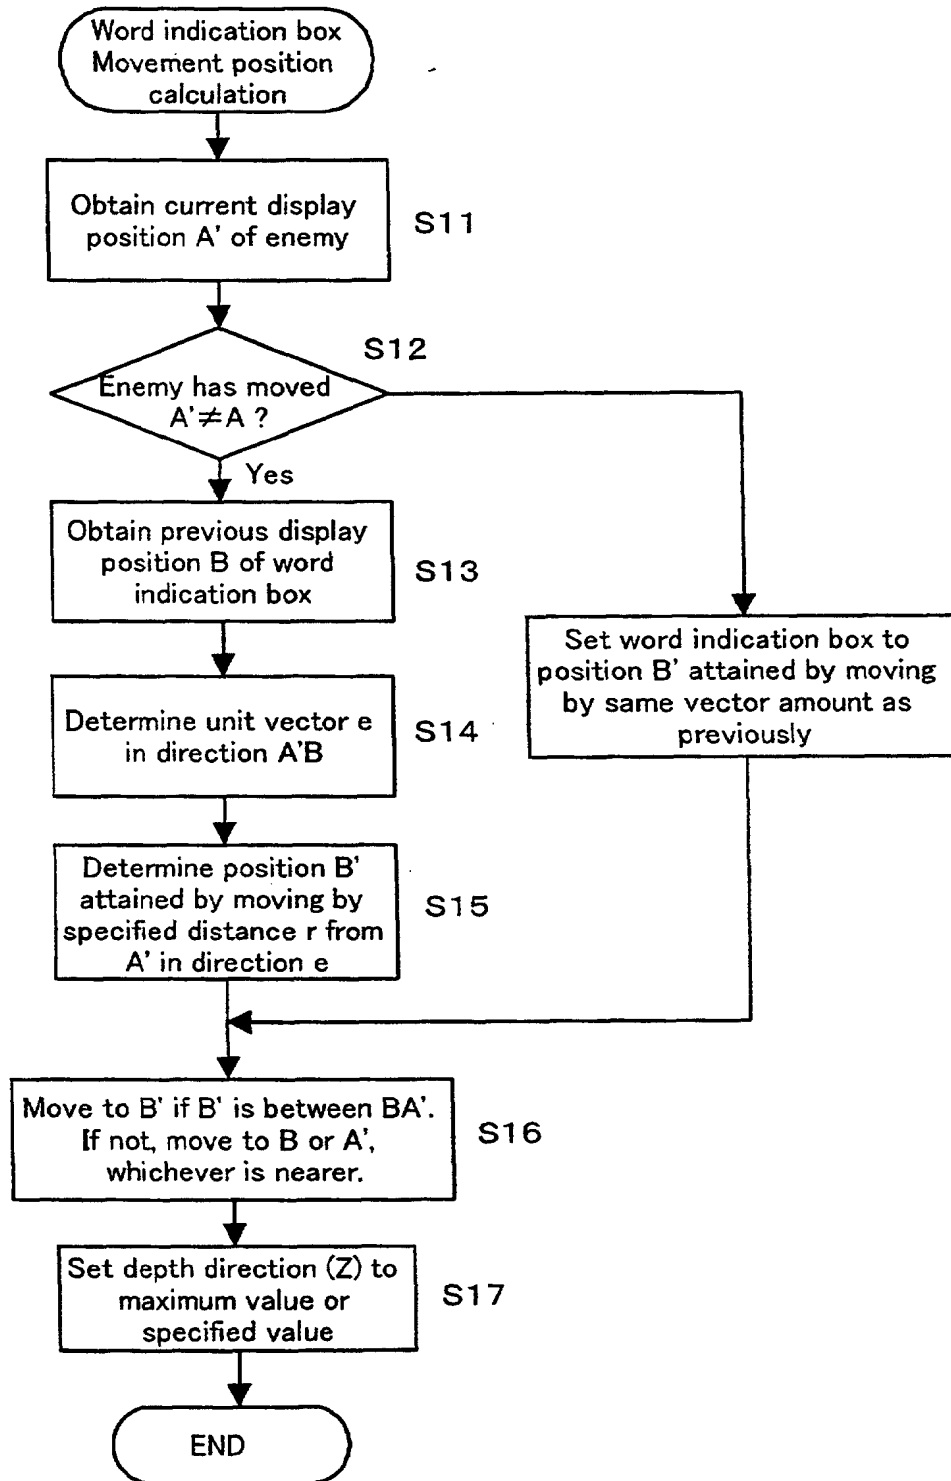 Word indication box
Movement position
calculation
Obtain current display
position A' of enemy
S11
S12
Enemy has moved
A'≠A ?
Yes
Obtain previous display
position B of word
indication box
S13
Set word indication box to
position B' attained by moving
by same vector amount as
previously
Determine unit vector e
in direction A'B
S14
Determine position B'
attained by moving by
specified distance r from
A' in direction e
S15
Move to B' if B' is between BA'.
If not, move to B or A',
whichever is nearer.
S16
Set depth direction (Z) to
maximum value or
specified value
S17
END